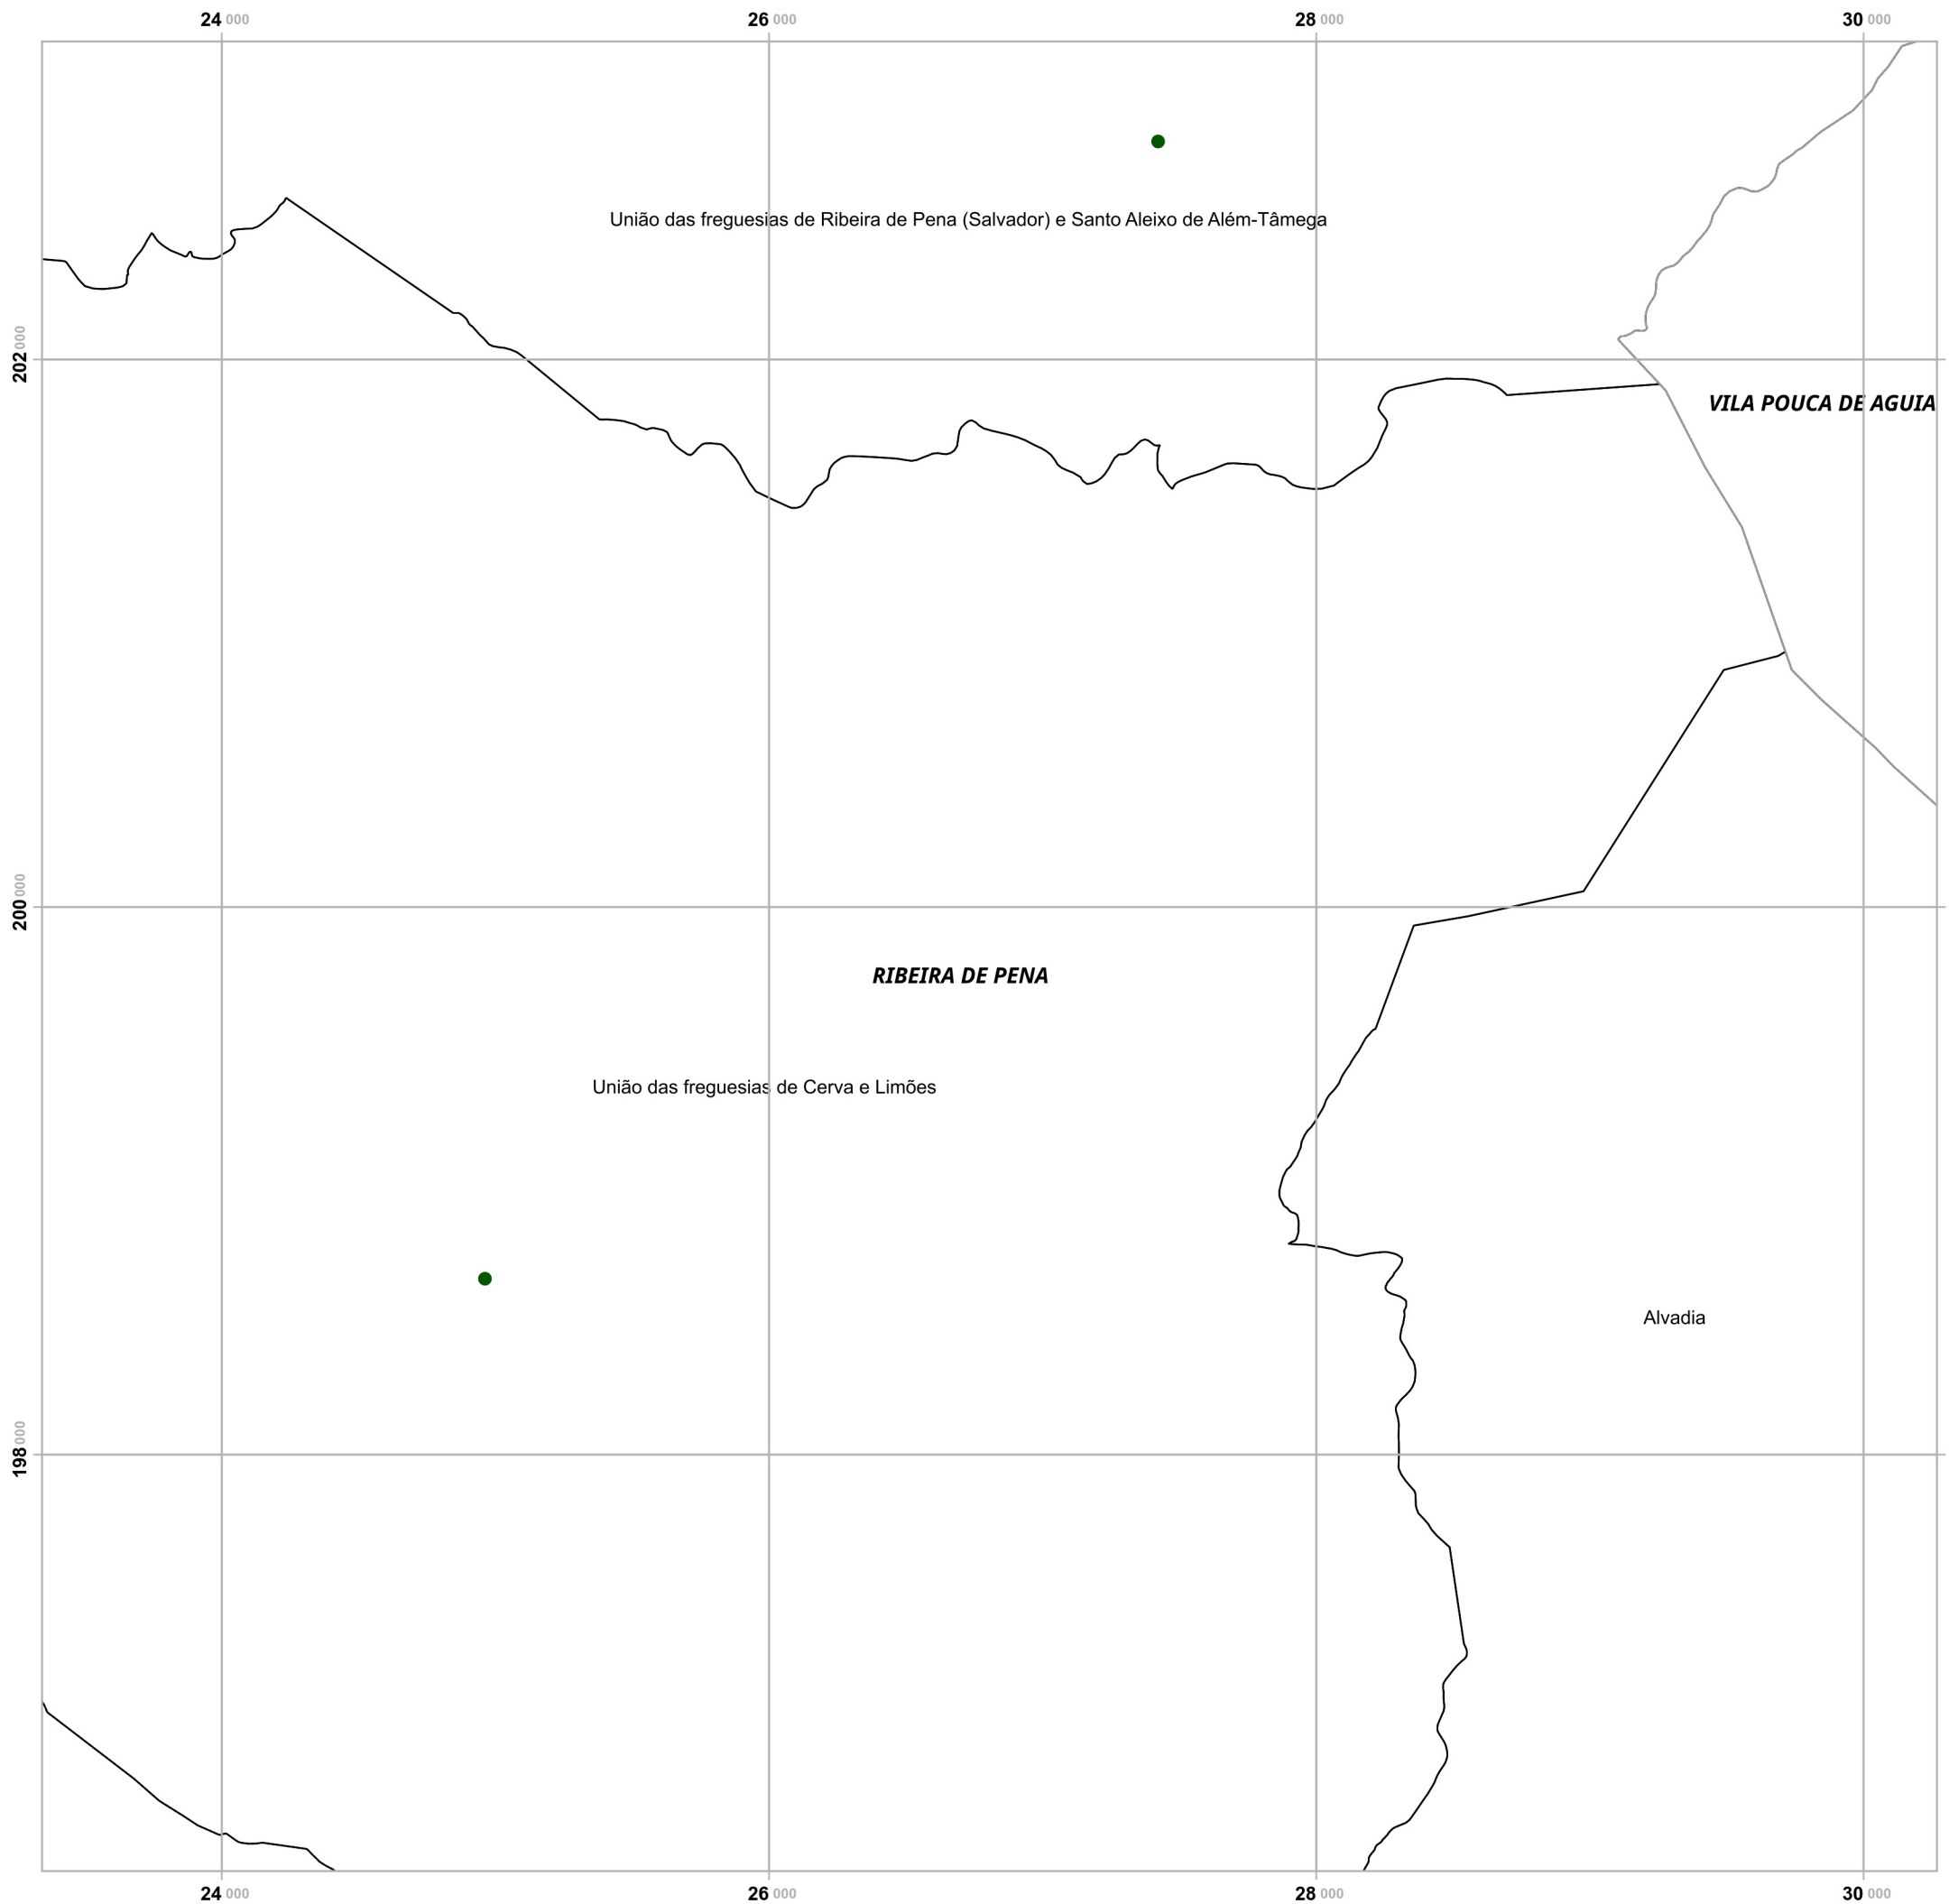 24 000 26 000 28 000 30 000
União das freguesias de Ribeira de Pena (Salvador) e Santo Aleixo de Além-Tâmega
202 000
VILA POUCA DE AGUIA
200 000
RIBEIRA DE PENA
União das freguesias de Cerva e Limões
Alvadia
198 000
24 000 26 000 28 000 30 000